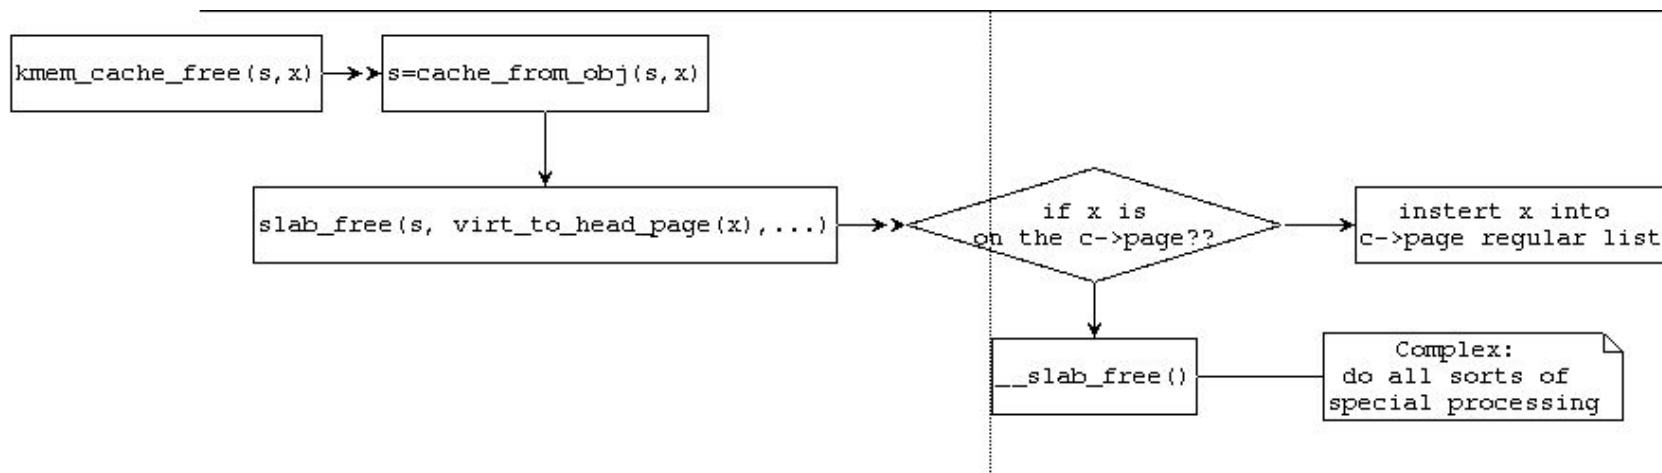 kmem_cache_free(s,x)
s=cache_from_obj(s,x)
slab_free(s, virt_to_head_page(x),...)
if x is
on the c->page??
instert x into
c->page regular list
__slab_free()
Complex:
do all sorts of
special processing